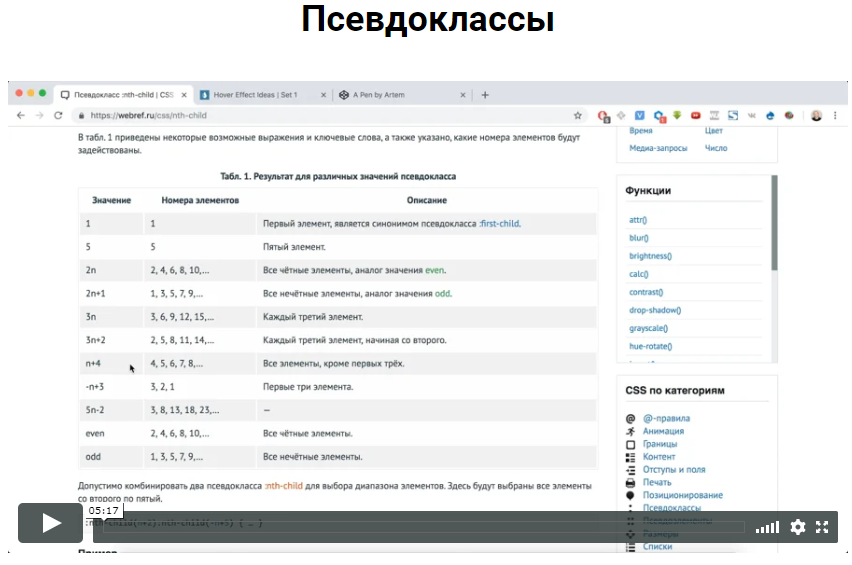 Псевдоклассы
Псевдокласс :nth-child | CSS
Hover Effect Ideas | Set 1
A Pen by Artem
https://webref.ru/css/nth-child
В табл. 1 приведены некоторые возможные выражения и ключевые слова, а также указано, какие номера элементов будут
задействованы.
Табл. 1. Результат для различных значений псевдокласса
Значение Номера элементов Описание
1 1 Первый элемент, является синонимом псевдокласса :first-child.
5 5 Пятый элемент.
2n 2, 4, 6, 8, 10,... Все чётные элементы, аналог значения even.
2n+1 1, 3, 5, 7, 9,... Все нечётные элементы, аналог значения odd.
3n 3, 6, 9, 12, 15,... Каждый третий элемент.
3n+2 2, 5, 8, 11, 14,... Каждый третий элемент, начиная со второго.
n+4 4, 5, 6, 7, 8,... Все элементы, кроме первых трёх.
-n+3 3, 2, 1 Первые три элемента.
5n-2 3, 8, 13, 18, 23,... —
even 2, 4, 6, 8, 10,... Все чётные элементы.
odd 1, 3, 5, 7, 9,... Все нечётные элементы.
Допустимо комбинировать два псевдокласса :nth-child для выбора диапазона элементов. Здесь будут выбраны все элементы
со второго по пятый.
:nth-child(n+2):nth-child(-n+5) { … }
Пример
Время Цвет
Медиа-запросы Число
Функции
attr()
blur()
brightness()
calc()
contrast()
drop-shadow()
grayscale()
hue-rotate()
CSS по категориям
@ @-правила
Анимация
Границы
Контент
Отступы и поля
Печать
Позиционирование
Псевдоклассы
Псевдоэлементы
Размеры
Списки
05:17